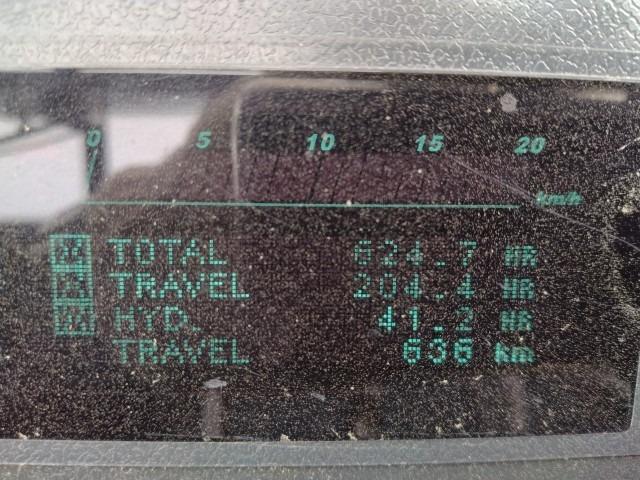 0 5 10 15 20
km/h
TOTAL 624.7 HR
TRAVEL 204.4 HR
HYD. 41.2 HR
TRAVEL 636 km